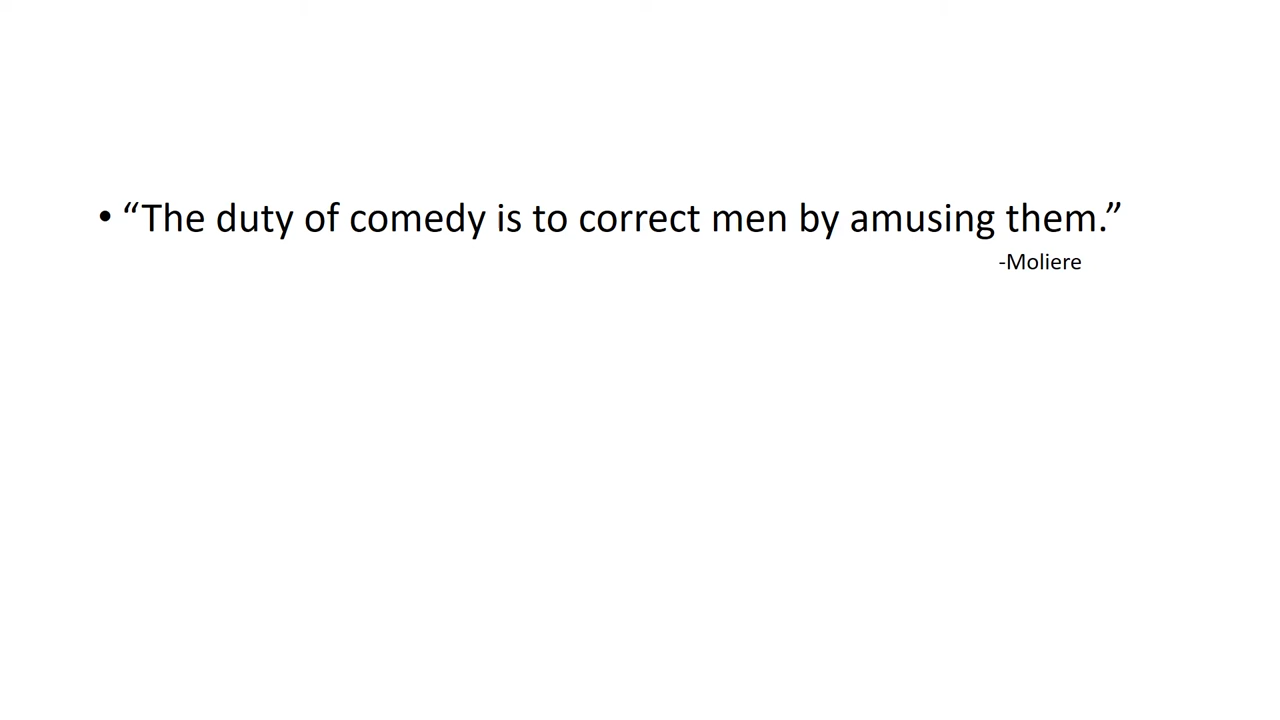 • “The duty of comedy is to correct men by amusing them.”
-Moliere